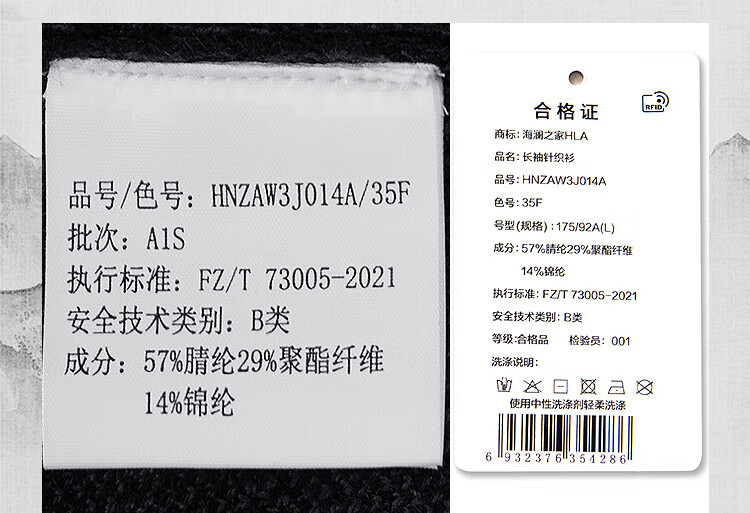 品号/色号：HNZAW3J014A/35F
批次：A1S
执行标准：FZ/T 73005-2021
安全技术类别：B类
成分：57%腈纶29%聚酯纤维
14%锦纶
RFID
合格证
商标：海澜之家HLA
品名：长袖针织衫
品号：HNZAW3J014A
色号：35F
号型(规格)：175/92A(L)
成分：57%腈纶29%聚酯纤维
14%锦纶
执行标准：FZ/T 73005-2021
安全技术类别：B类
等级：合格品 检验员：001
洗涤说明：
使用中性洗涤剂轻柔洗涤
6 932376 354286